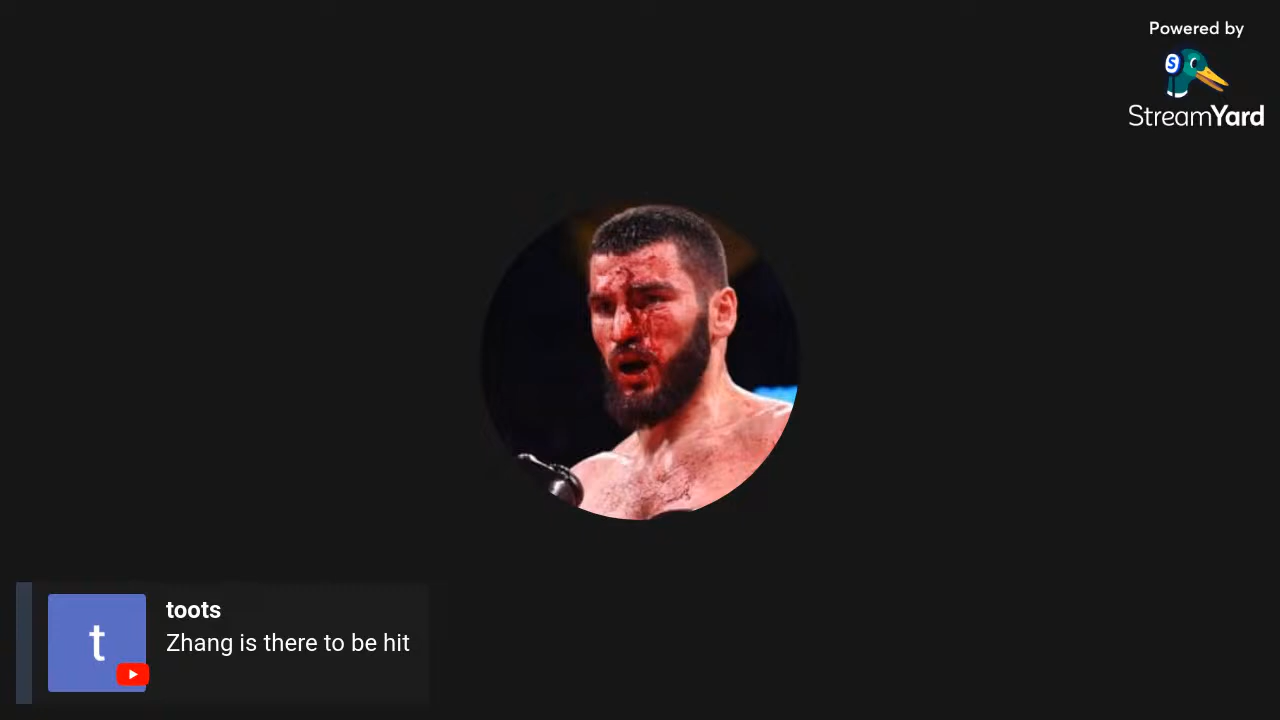 Powered by
S
StreamYard
t
toots
Zhang is there to be hit